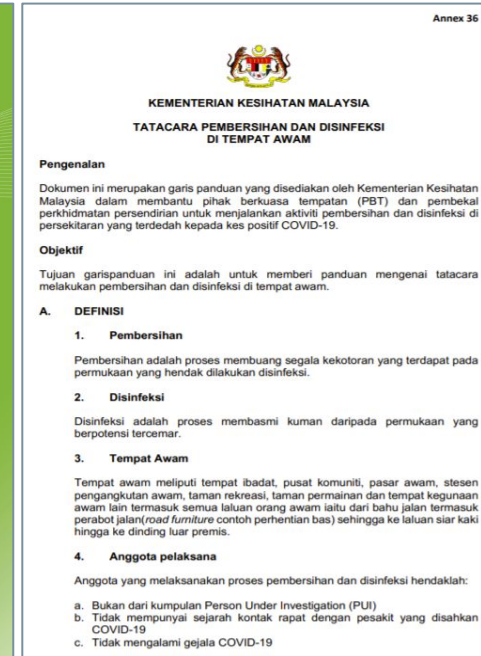 Annex 36
KEMENTERIAN KESIHATAN MALAYSIA
TATACARA PEMBERSIHAN DAN DISINFEKSI
DI TEMPAT AWAM
Pengenalan
Dokumen ini merupakan garis panduan yang disediakan oleh Kementerian Kesihatan
Malaysia dalam membantu pihak berkuasa tempatan (PBT) dan pembekal
perkhidmatan persendirian untuk menjalankan aktiviti pembersihan dan disinfeksi di
persekitaran yang terdedah kepada kes positif COVID-19.
Objektif
Tujuan garispanduan ini adalah untuk memberi panduan mengenai tatacara
melakukan pembersihan dan disinfeksi di tempat awam.
A. DEFINISI
1. Pembersihan
Pembersihan adalah proses membuang segala kekotoran yang terdapat pada
permukaan yang hendak dilakukan disinfeksi.
2. Disinfeksi
Disinfeksi adalah proses membasmi kuman daripada permukaan yang
berpotensi tercemar.
3. Tempat Awam
Tempat awam meliputi tempat ibadat, pusat komuniti, pasar awam, stesen
pengangkutan awam, taman rekreasi, taman permainan dan tempat kegunaan
awam lain termasuk semua laluan orang awam iaitu dari bahu jalan termasuk
perabot jalan(road furniture contoh perhentian bas) sehingga ke laluan siar kaki
hingga ke dinding luar premis.
4. Anggota pelaksana
Anggota yang melaksanakan proses pembersihan dan disinfeksi hendaklah:
a. Bukan dari kumpulan Person Under Investigation (PUI)
b. Tidak mempunyai sejarah kontak rapat dengan pesakit yang disahkan
COVID-19
c. Tidak mengalami gejala COVID-19